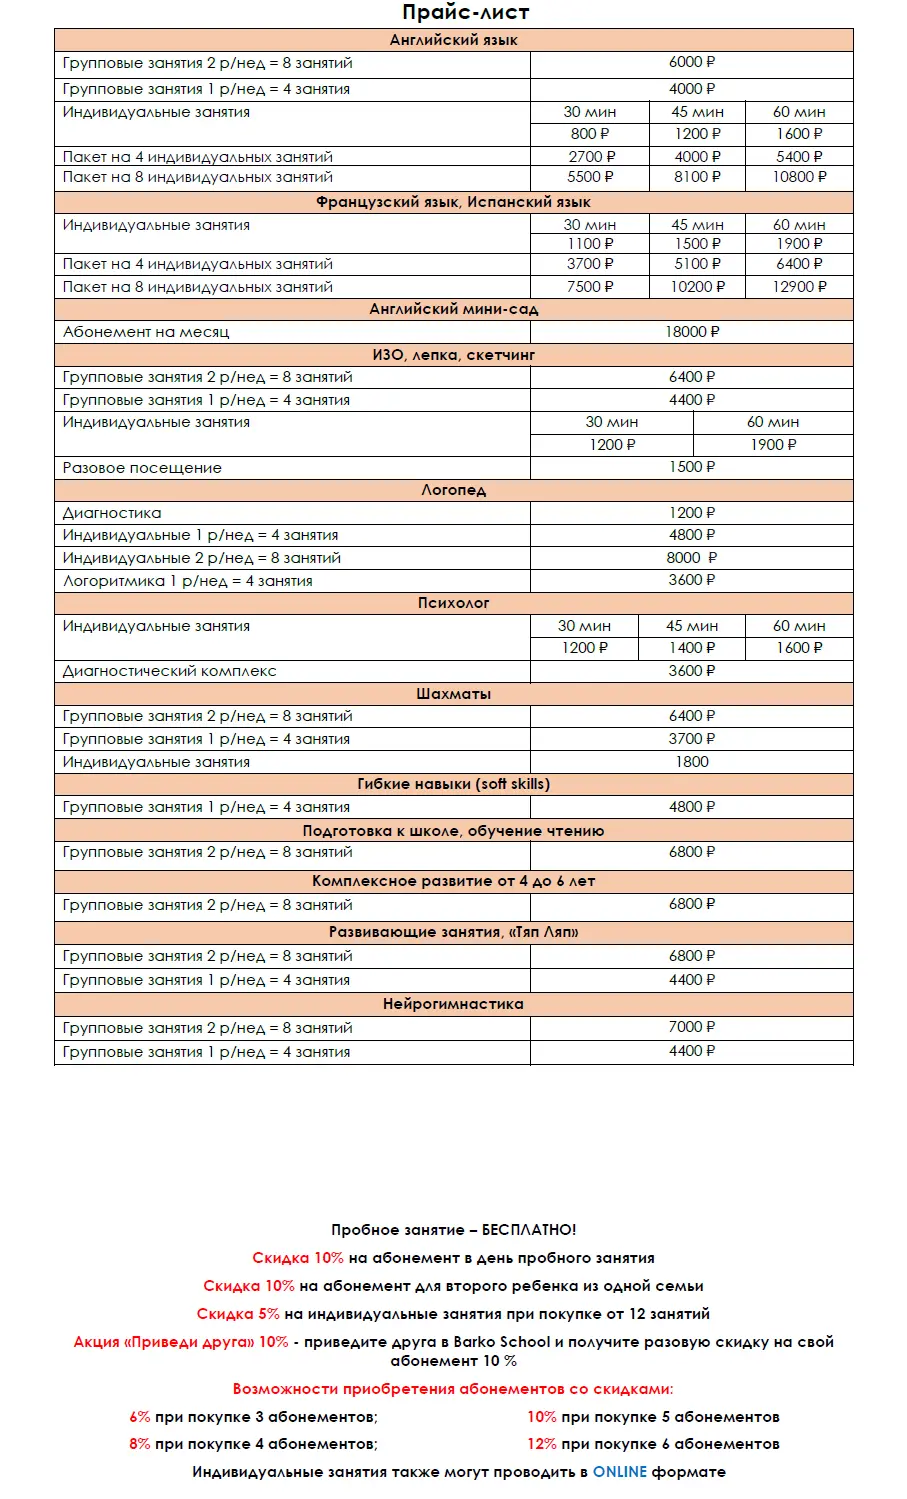 Прайс-лист
Английский язык
Групповые занятия 2 р/нед = 8 занятий 6000 ₽
Групповые занятия 1 р/нед = 4 занятия 4000 ₽
Индивидуальные занятия 30 мин 45 мин 60 мин
800 ₽ 1200 ₽ 1600 ₽
Пакет на 4 индивидуальных занятий 2700 ₽ 4000 ₽ 5400 ₽
Пакет на 8 индивидуальных занятий 5500 ₽ 8100 ₽ 10800 ₽
Французский язык, Испанский язык
Индивидуальные занятия 30 мин 45 мин 60 мин
1100 ₽ 1500 ₽ 1900 ₽
Пакет на 4 индивидуальных занятий 3700 ₽ 5100 ₽ 6400 ₽
Пакет на 8 индивидуальных занятий 7500 ₽ 10200 ₽ 12900 ₽
Английский мини-сад
Абонемент на месяц 18000 ₽
ИЗО, лепка, скетчинг
Групповые занятия 2 р/нед = 8 занятий 6400 ₽
Групповые занятия 1 р/нед = 4 занятия 4400 ₽
Индивидуальные занятия 30 мин 60 мин
1200 ₽ 1900 ₽
Разовое посещение 1500 ₽
Логопед
Диагностика 1200 ₽
Индивидуальные 1 р/нед = 4 занятия 4800 ₽
Индивидуальные 2 р/нед = 8 занятий 8000 ₽
Логоритмика 1 р/нед = 4 занятия 3600 ₽
Психолог
Индивидуальные занятия 30 мин 45 мин 60 мин
1200 ₽ 1400 ₽ 1600 ₽
Диагностический комплекс 3600 ₽
Шахматы
Групповые занятия 2 р/нед = 8 занятий 6400 ₽
Групповые занятия 1 р/нед = 4 занятия 3700 ₽
Индивидуальные занятия 1800
Гибкие навыки (soft skills)
Групповые занятия 1 р/нед = 4 занятия 4800 ₽
Подготовка к школе, обучение чтению
Групповые занятия 2 р/нед = 8 занятий 6800 ₽
Комплексное развитие от 4 до 6 лет
Групповые занятия 2 р/нед = 8 занятий 6800 ₽
Развивающие занятия, «Тяп Ляп»
Групповые занятия 2 р/нед = 8 занятий 6800 ₽
Групповые занятия 1 р/нед = 4 занятия 4400 ₽
Нейрогимнастика
Групповые занятия 2 р/нед = 8 занятий 7000 ₽
Групповые занятия 1 р/нед = 4 занятия 4400 ₽
Пробное занятие – БЕСПЛАТНО!
Скидка 10% на абонемент в день пробного занятия
Скидка 10% на абонемент для второго ребенка из одной семьи
Скидка 5% на индивидуальные занятия при покупке от 12 занятий
Акция «Приведи друга» 10% - приведите друга в Barko School и получите разовую скидку на свой
абонемент 10 %
Возможности приобретения абонементов со скидками:
6% при покупке 3 абонементов; 10% при покупке 5 абонементов
8% при покупке 4 абонементов; 12% при покупке 6 абонементов
Индивидуальные занятия также могут проводить в ONLINE формате